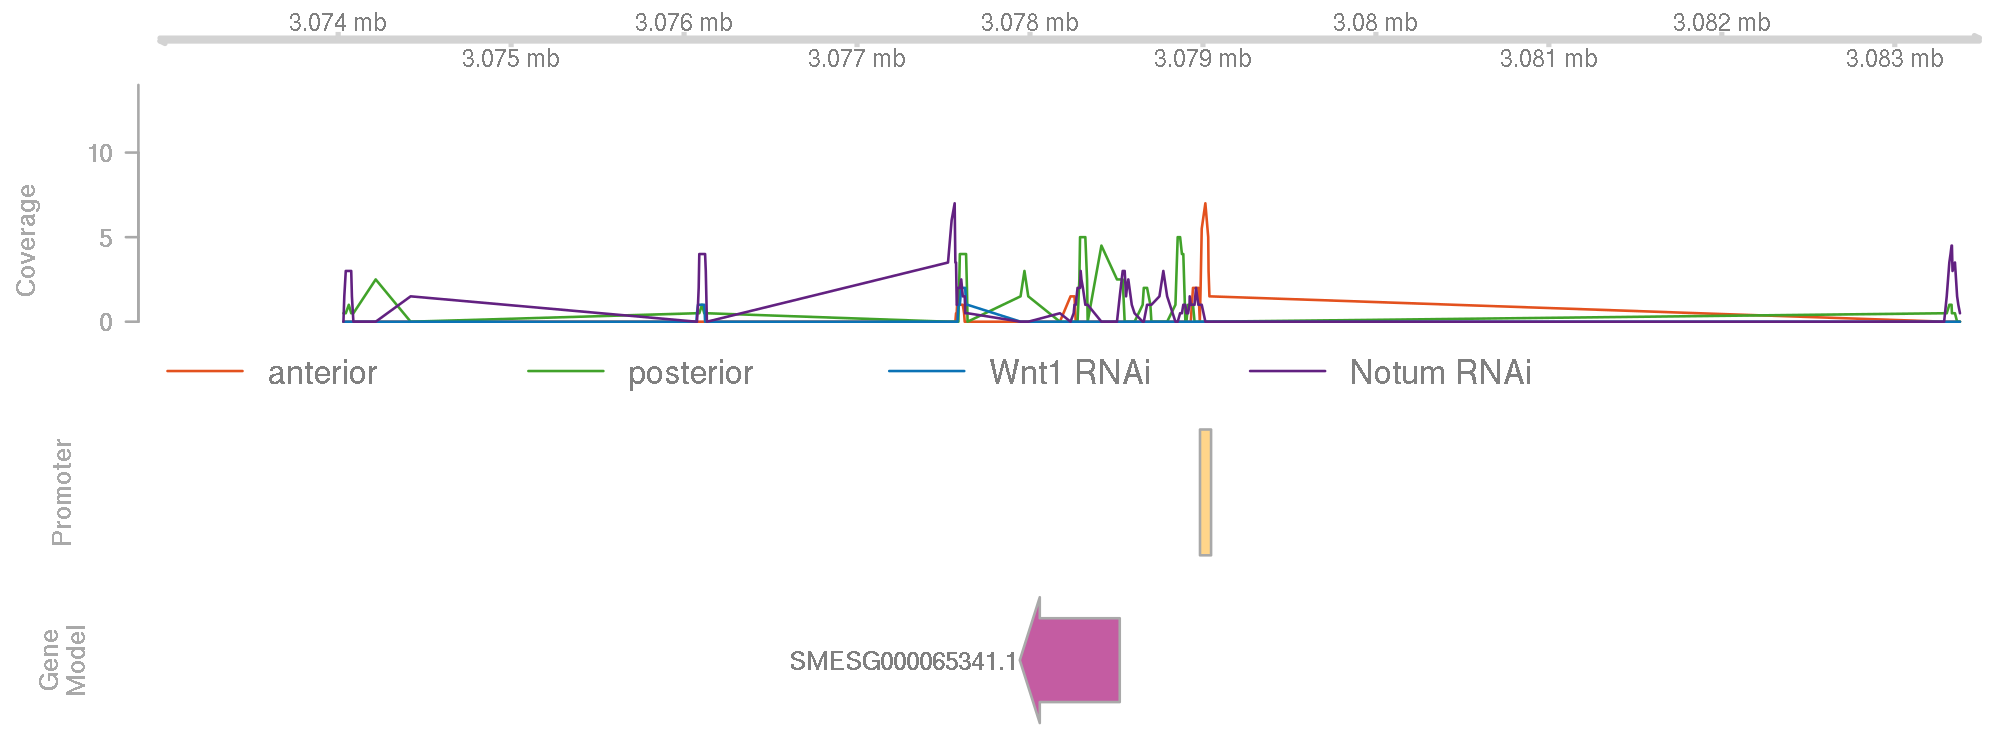 3.074 mb 3.076 mb 3.078 mb 3.08 mb 3.082 mb
3.075 mb 3.077 mb 3.079 mb 3.081 mb 3.083 mb
Coverage
10
5
0
anterior posterior Wnt1 RNAi Notum RNAi
Promoter
Gene
Model
SMESG000065341.1